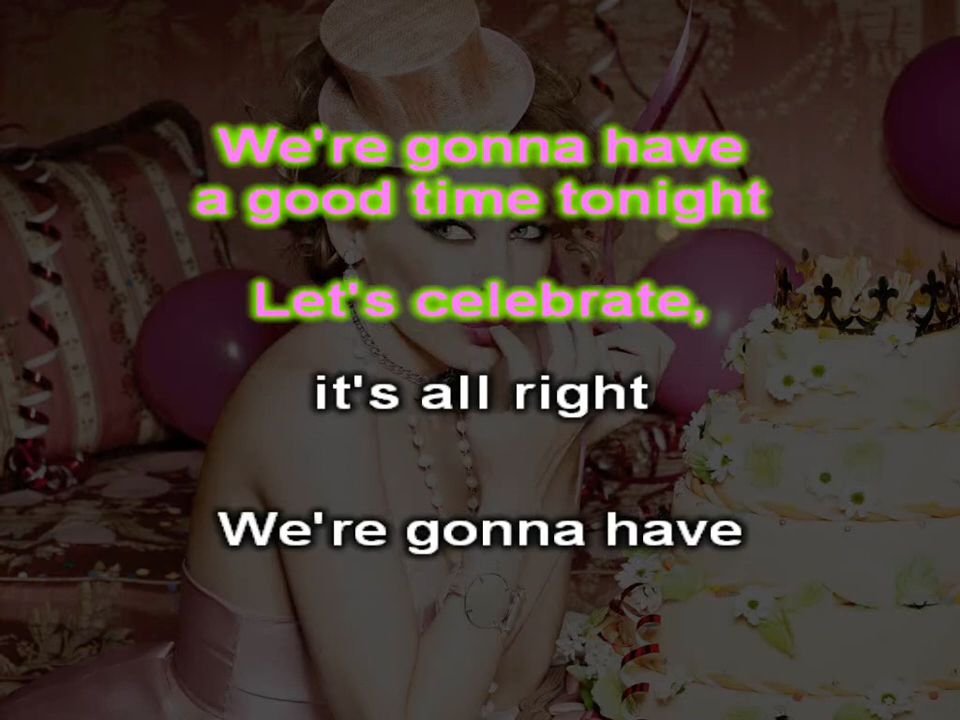 We're gonna have
a good time tonight
Let's celebrate,
it's all right
We're gonna have